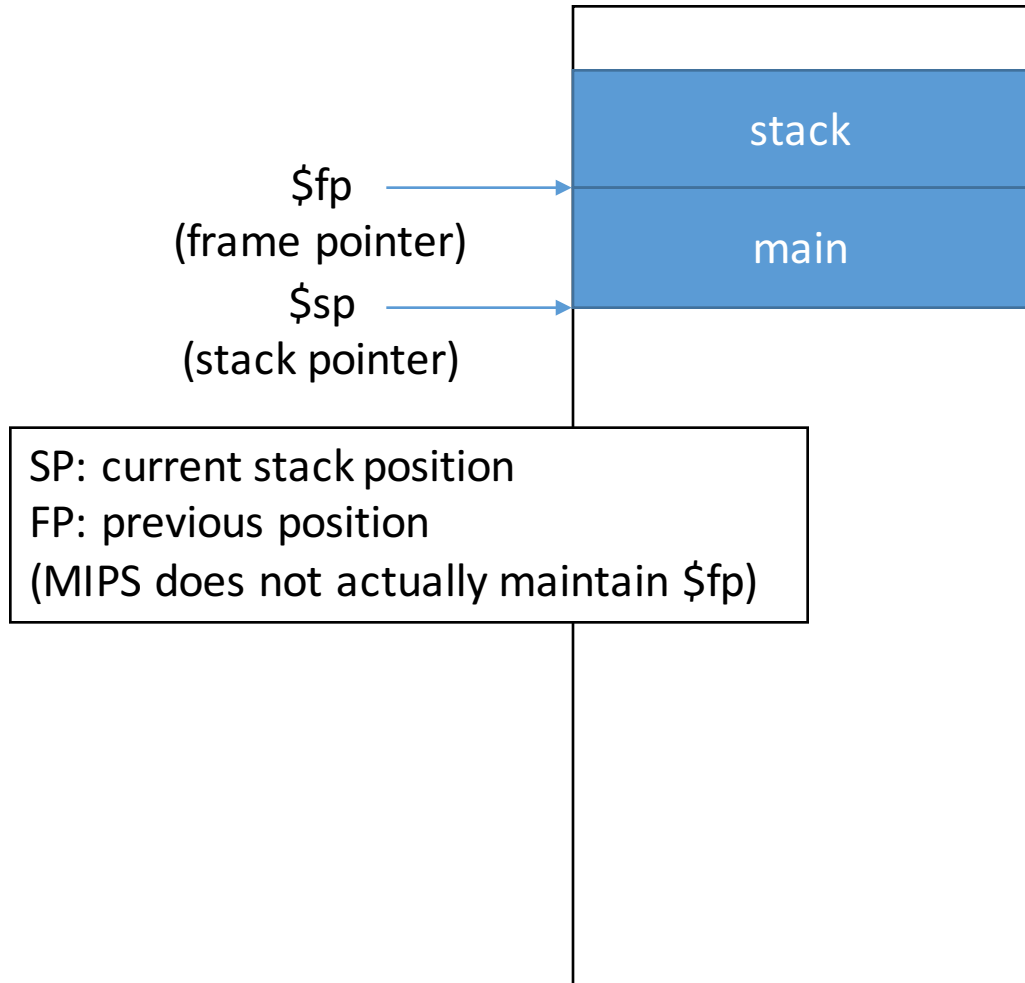 stack
$fp
(frame pointer)
main
$sp
(stack pointer)
SP: current stack position
FP: previous position
(MIPS does not actually maintain $fp)